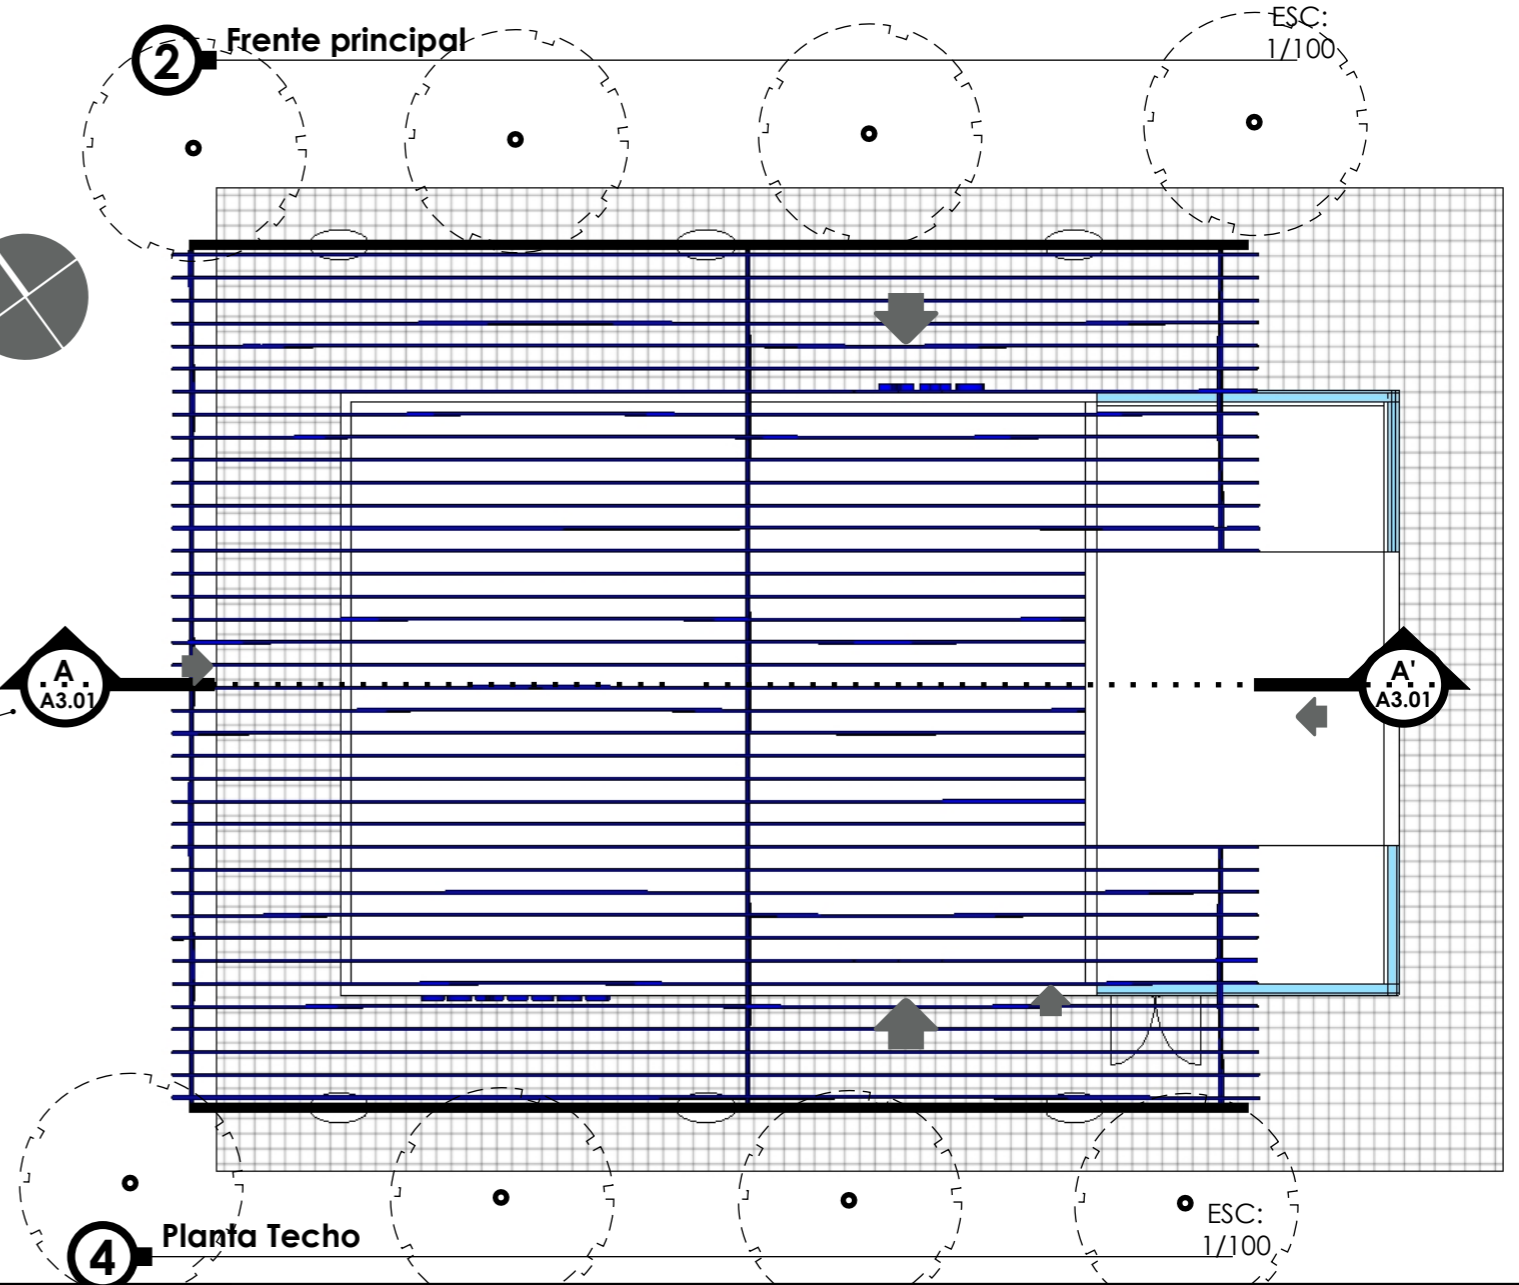 2
Frente principal
ESC:
1/100
A
A3.01
A'
A3.01
4
Planta Techo
ESC:
1/100